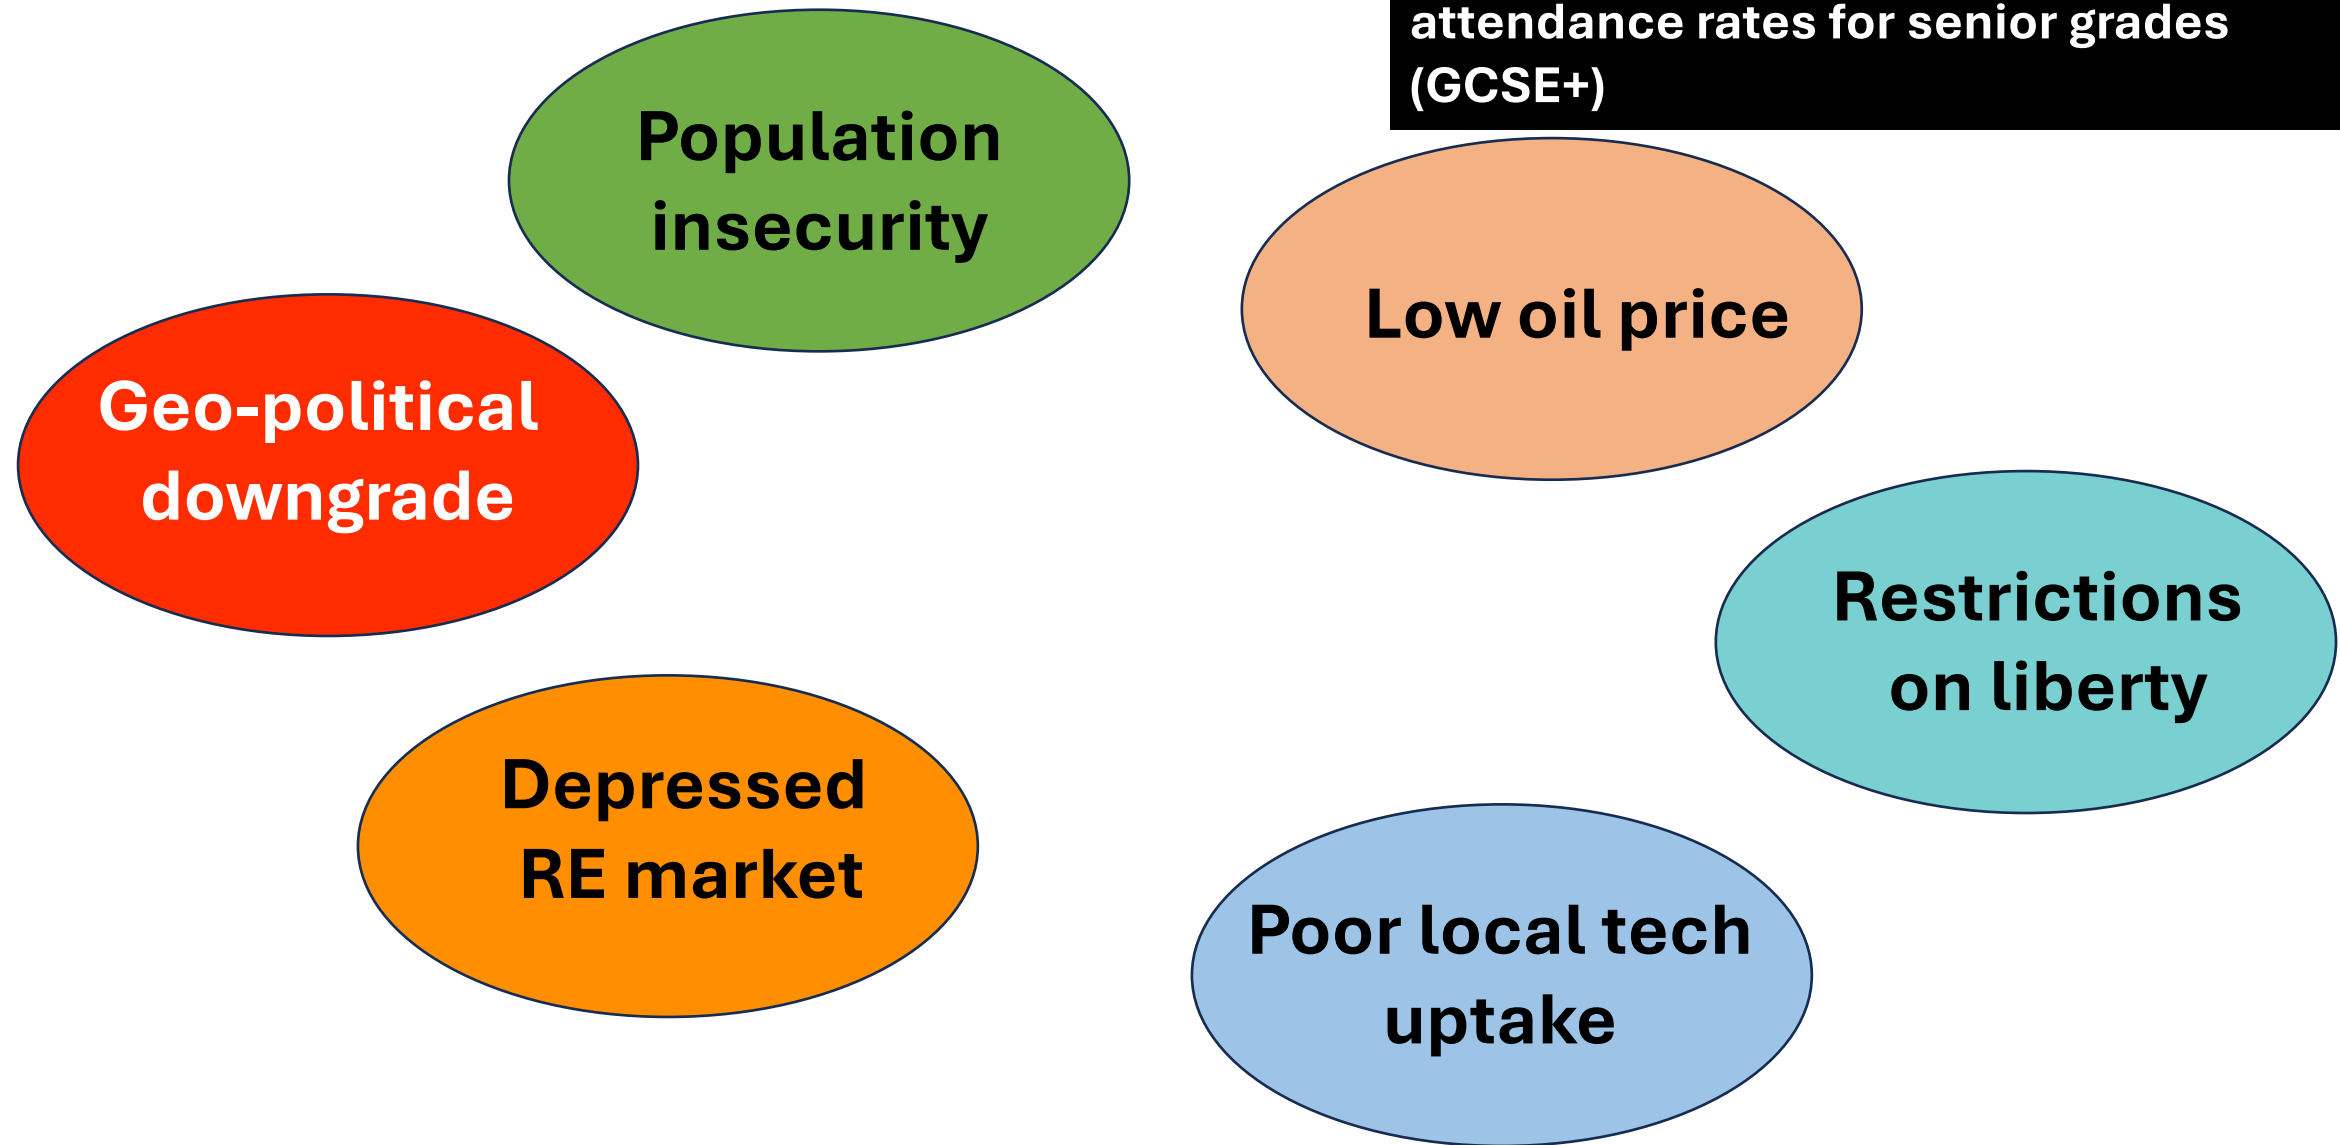 attendance rates for senior grades
(GCSE+)
Population
insecurity
Low oil price
Geo-political
downgrade
Restrictions
on liberty
Depressed
RE market
Poor local tech
uptake